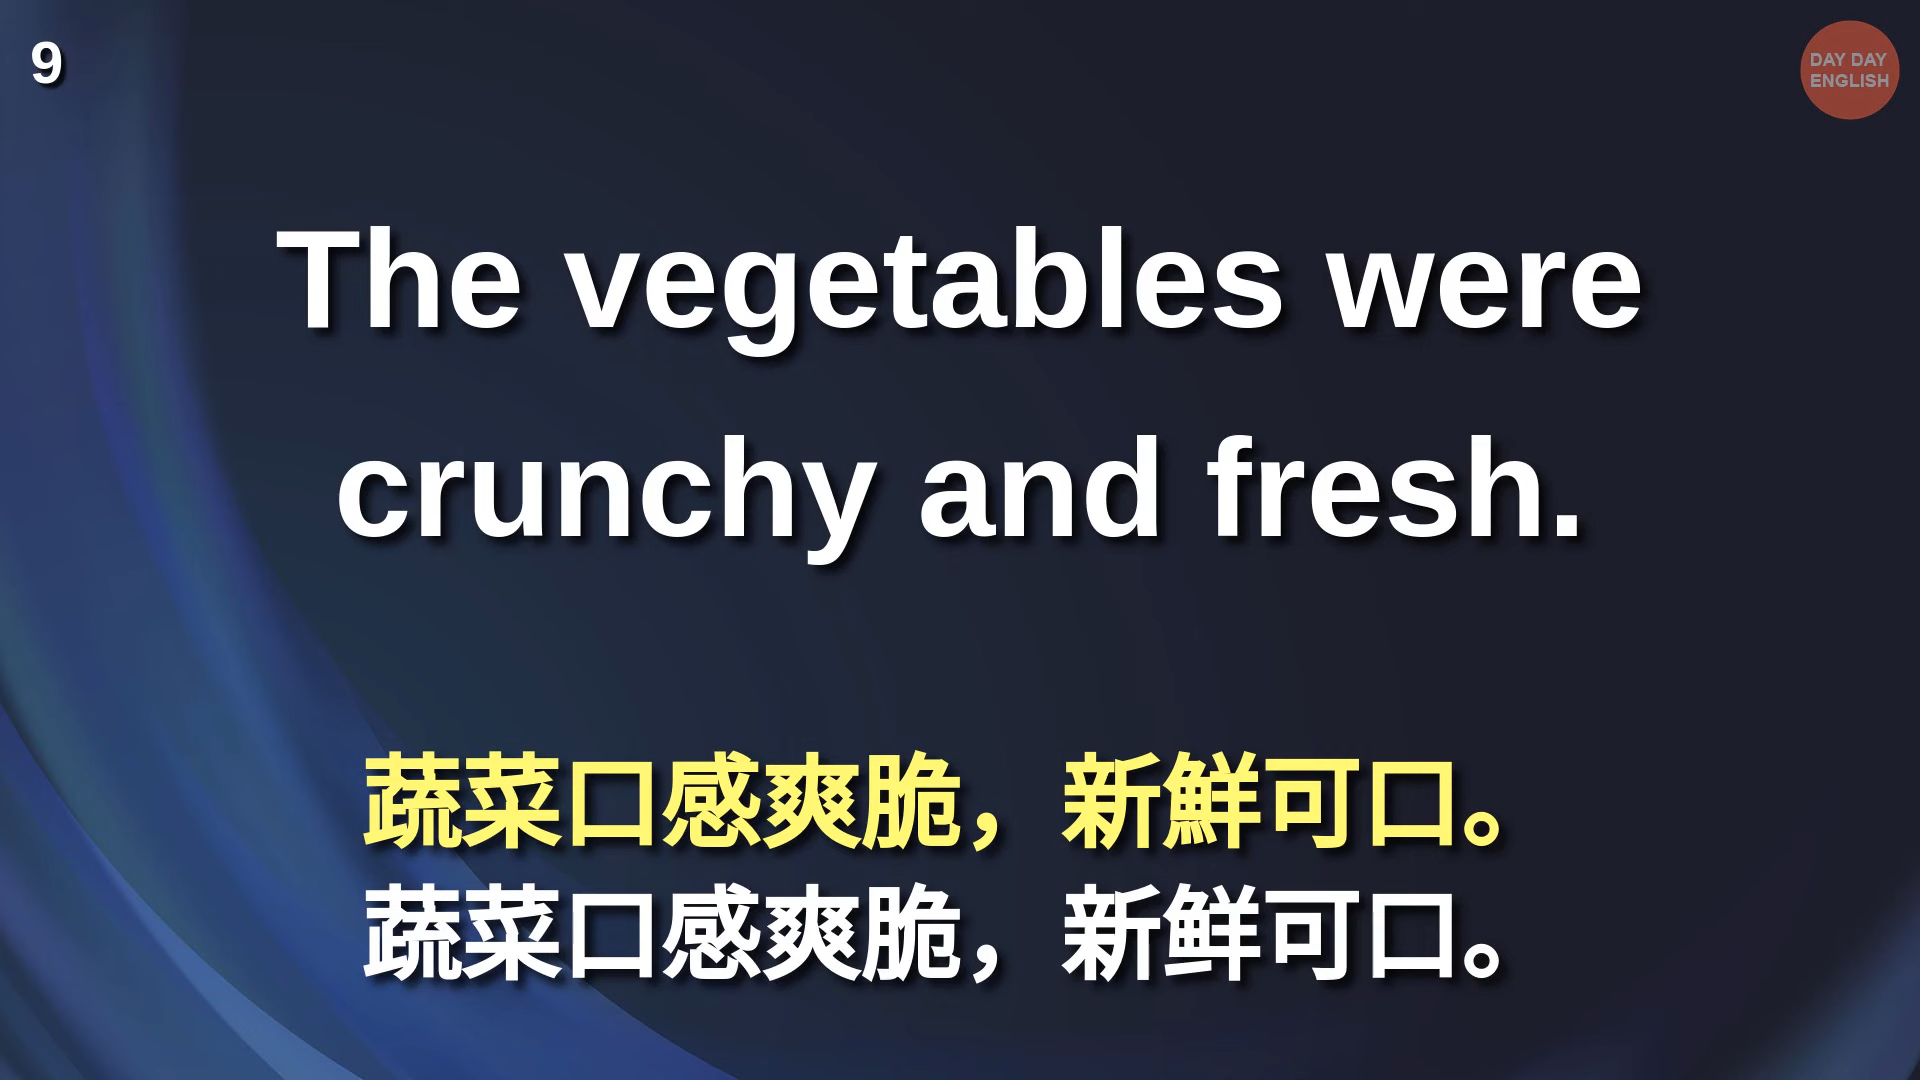 9
DAY DAY
ENGLISH
The vegetables were
crunchy and fresh.
蔬菜口感爽脆，新鮮可口。
蔬菜口感爽脆，新鲜可口。